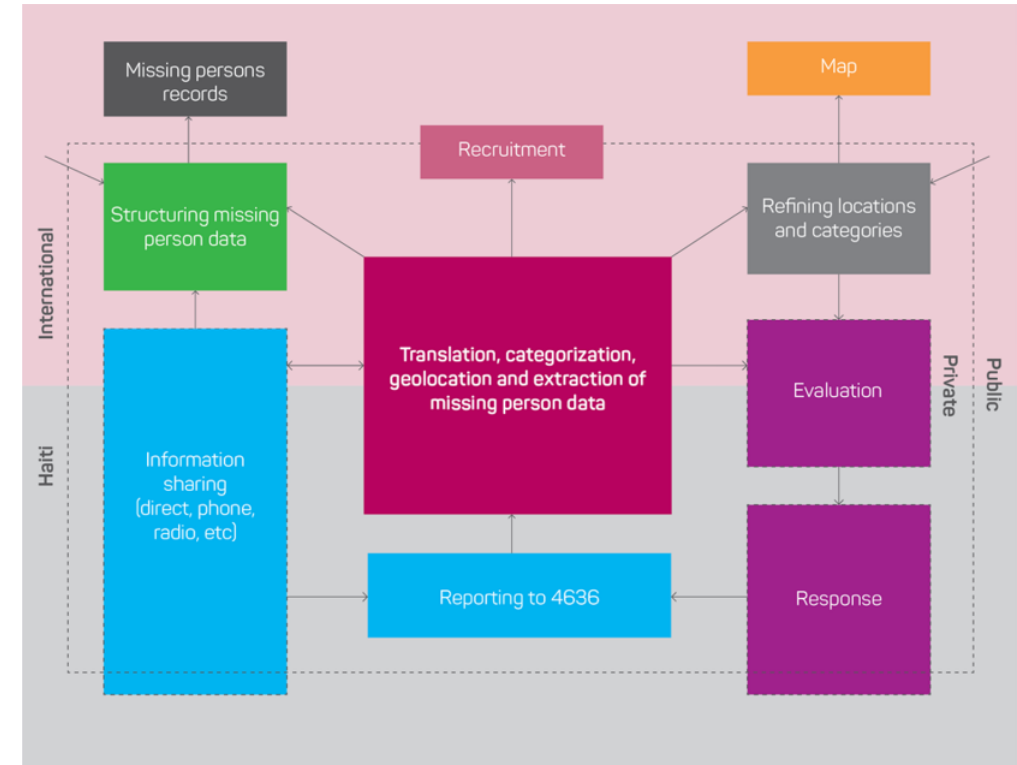 Missing persons
records
Map
Recruitment
Structuring missing
person data
Refining locations
and categories
International
Translation, categorization,
geolocation and extraction of
missing person data
Evaluation
Private
Public
Haiti
Information
sharing
(direct, phone,
radio, etc)
Reporting to 4636
Response